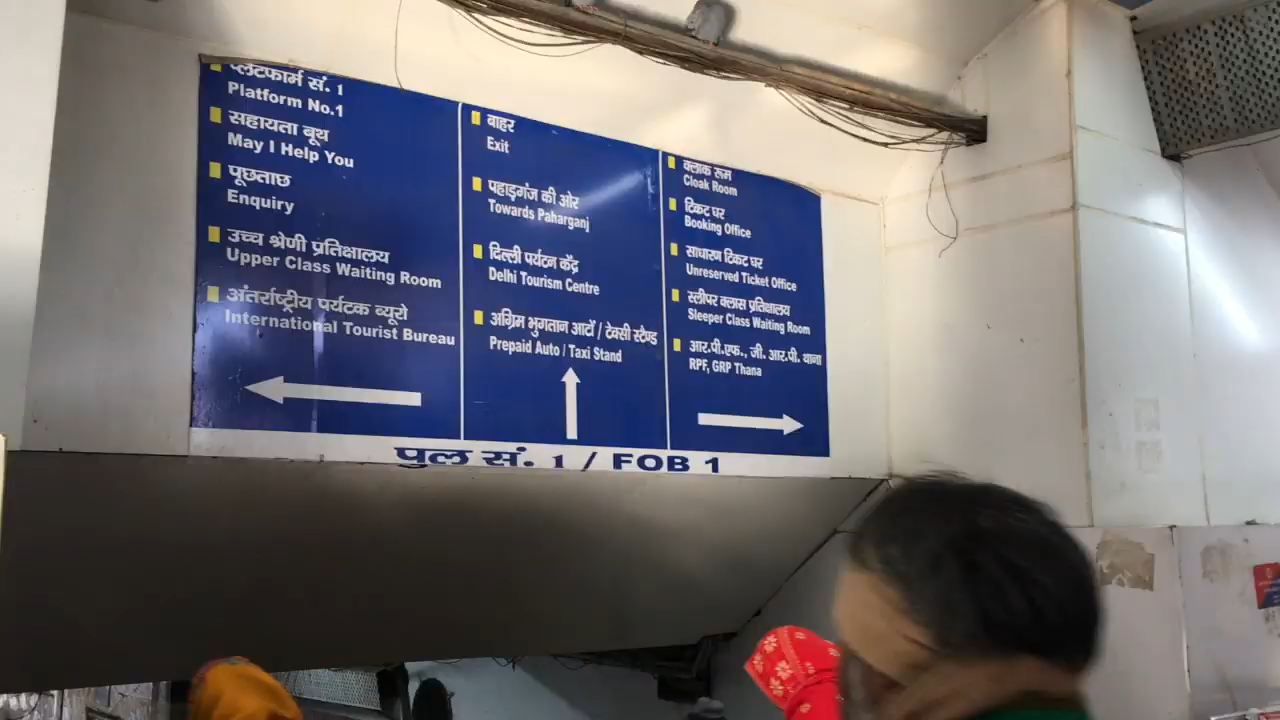 प्लेटफार्म सं. 1
Platform No.1
सहायता बूथ
May I Help You
पूछताछ
Enquiry
उच्च श्रेणी प्रतिक्षालय
Upper Class Waiting Room
अंतर्राष्ट्रीय पर्यटक ब्यूरो
International Tourist Bureau
बाहर
Exit
पहाड़गंज की ओर
Towards Paharganj
दिल्ली पर्यटन केंद्र
Delhi Tourism Centre
अग्रिम भुगतान आटों / टेक्सी स्टैण्ड
Prepaid Auto / Taxi Stand
क्लाक रूम
Cloak Room
टिकट घर
Booking Office
साधारण टिकट घर
Unreserved Ticket Office
स्लीपर क्लास प्रतिक्षालय
Sleeper Class Waiting Room
आर.पी.एफ., जी. आर.पी. थाना
RPF, GRP Thana
पुल सं. 1 / FOB 1